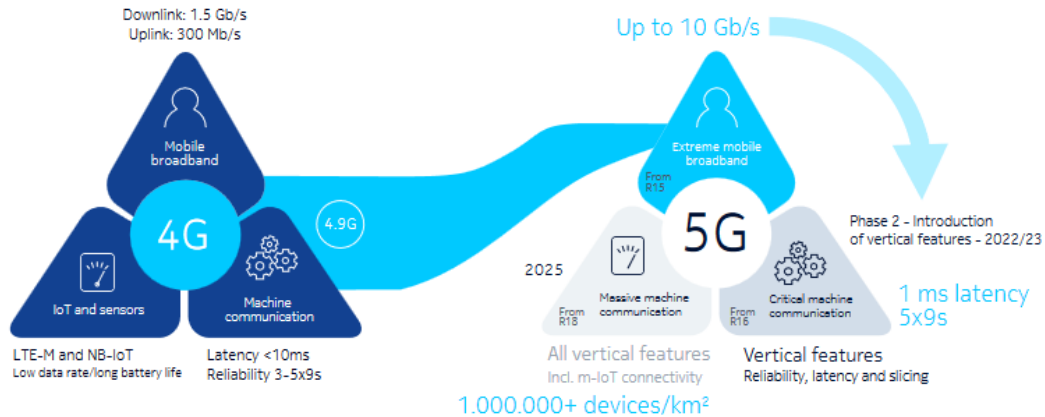 Downlink: 1.5 Gb/s
Uplink: 300 Mb/s
Mobile
broadband
4G
IoT and sensors
Machine
communication
LTE-M and NB-IoT
Low data rate/long battery life
Latency <10ms
Reliability 3-5x9s
4.9G
Up to 10 Gb/s
Extreme mobile
broadband
From
R15
5G
2025
Massive machine
communication
From
R18
Critical machine
communication
From
R16
Phase 2 - Introduction
of vertical features - 2022/23
1 ms latency
5x9s
All vertical features
Incl. m-IoT connectivity
1.000.000+ devices/km²
Vertical features
Reliability, latency and slicing